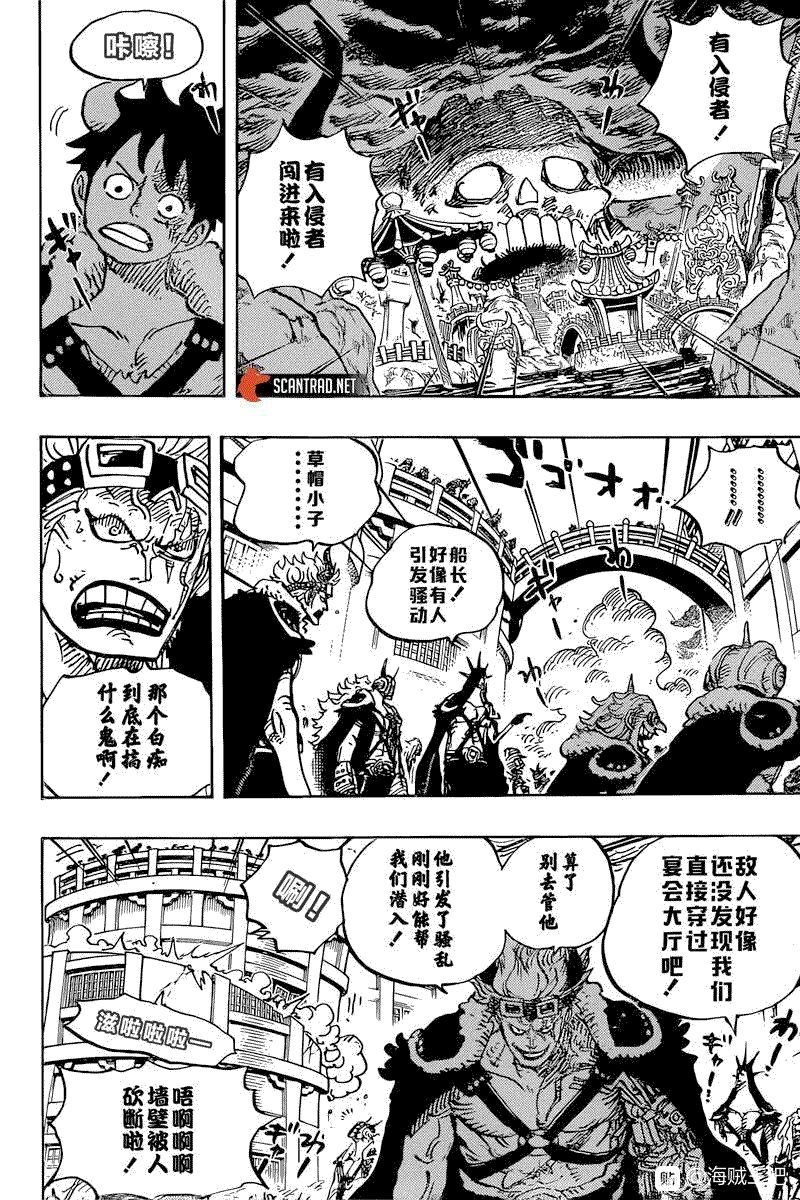 有入侵者!
有入侵者
闯进来啦!
咔嚓!
SCANTRAD.NET
………!!
船长!
好像有人
引发骚动
草帽小子
………
那个白痴
到底在搞
什么鬼啊!
敌人好像
还没发现我们
直接穿过
宴会大厅吧!
算了
别去管他
他引发了骚乱
刚刚好能帮
我们潜入!
唰!
滋啦啦啦—
唔啊啊啊
墙壁被人
砍断啦!
@海贼王吧